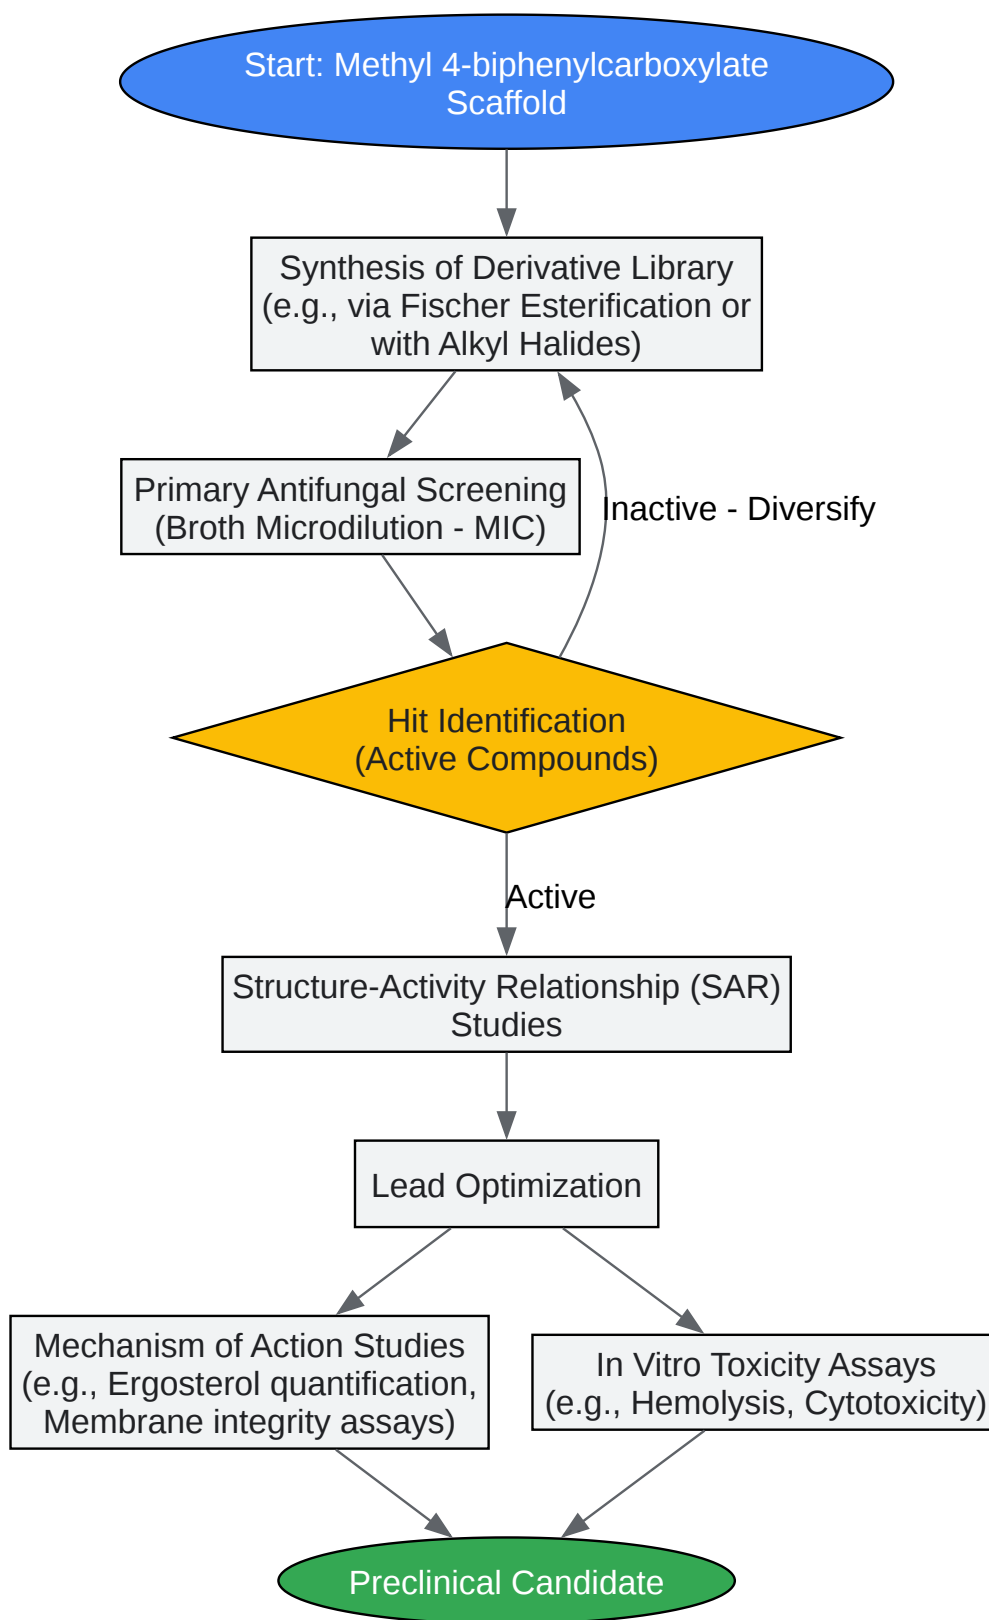 Start: Methyl 4-biphenylcarboxylate
Scaffold
Synthesis of Derivative Library
(e.g., via Fischer Esterification or
with Alkyl Halides)
Primary Antifungal Screening
(Broth Microdilution - MIC)
Inactive - Diversify
Hit Identification
(Active Compounds)
Active
Structure-Activity Relationship (SAR)
Studies
Lead Optimization
Mechanism of Action Studies
(e.g., Ergosterol quantification,
Membrane integrity assays)
In Vitro Toxicity Assays
(e.g., Hemolysis, Cytotoxicity)
Preclinical Candidate